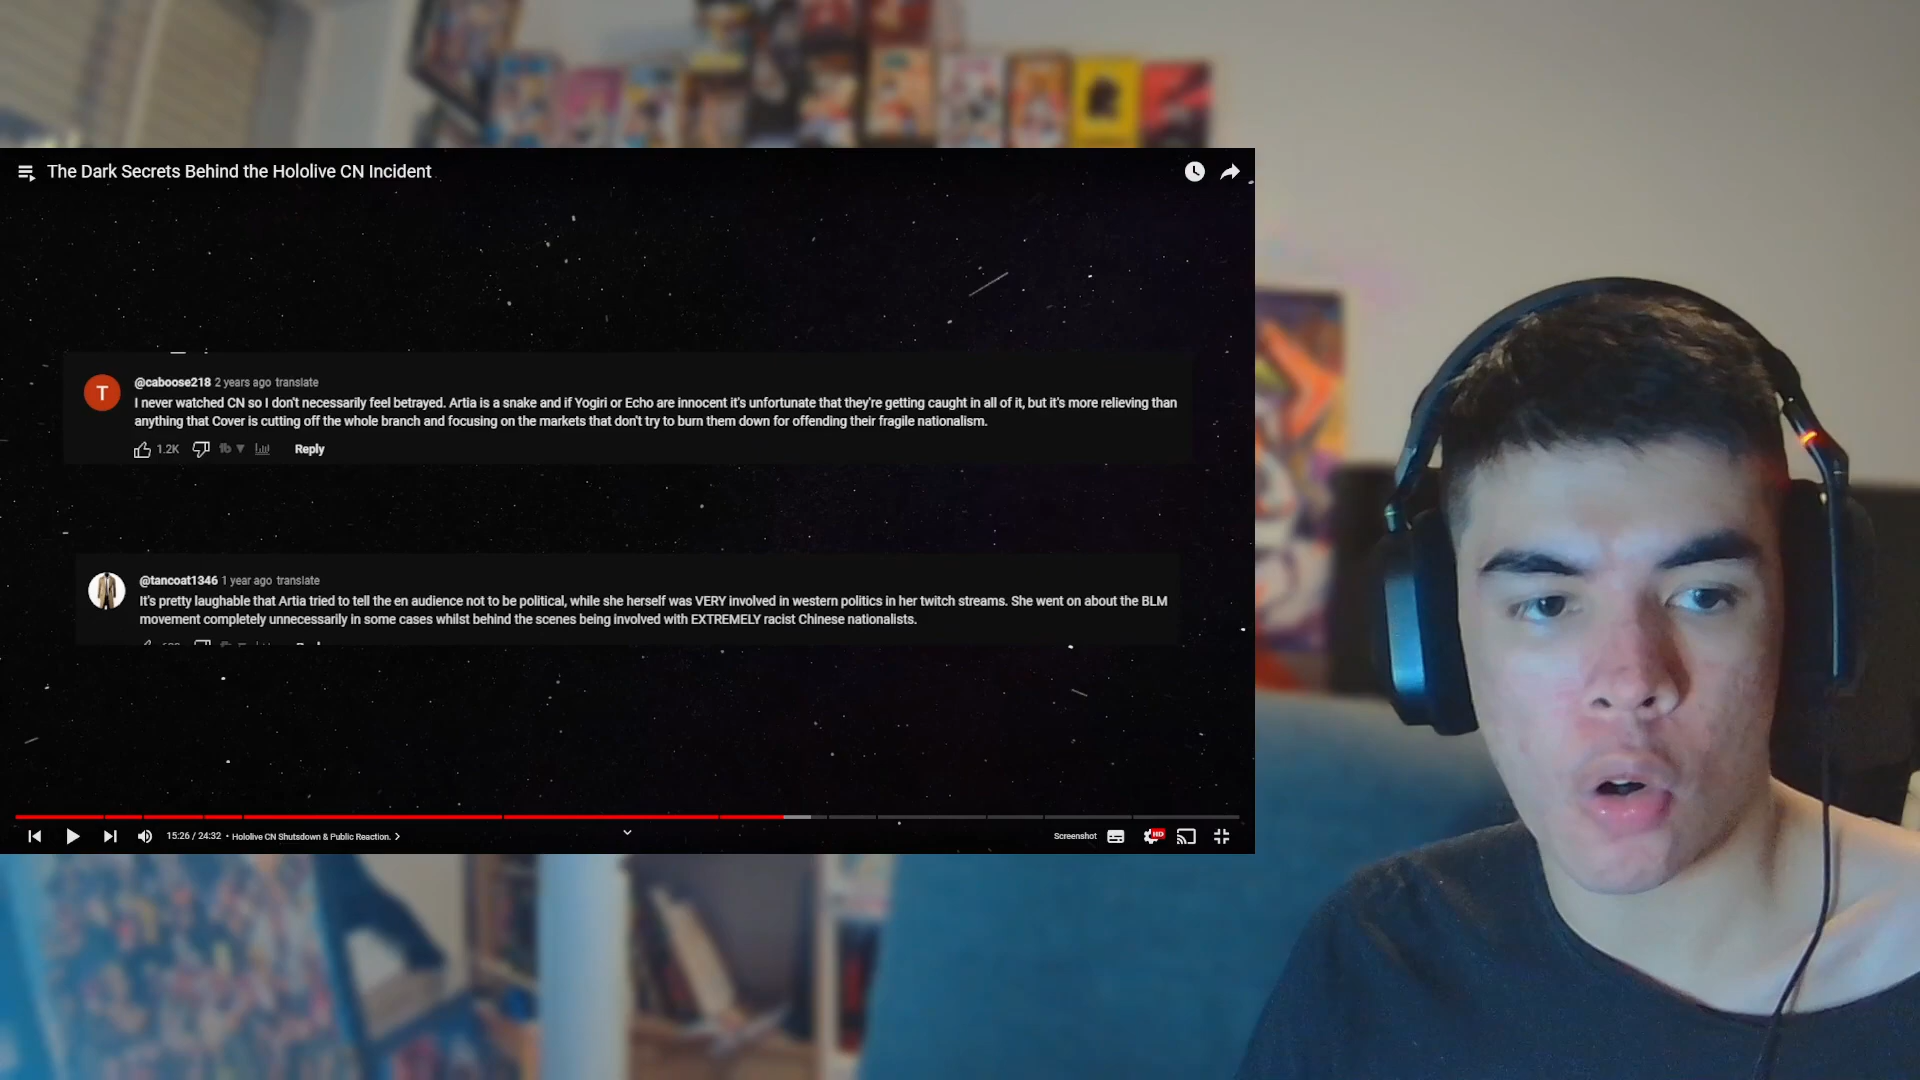 The Dark Secrets Behind the Hololive CN Incident
T
@caboose218 2 years ago translate
I never watched CN so I don't necessarily feel betrayed. Artia is a snake and if Yogiri or Echo are innocent it's unfortunate that they're getting caught in all of it, but it's more relieving than
anything that Cover is cutting off the whole branch and focusing on the markets that don't try to burn them down for offending their fragile nationalism.
1.2K Reply
@tancoat1346 1 year ago translate
It's pretty laughable that Artia tried to tell the en audience not to be political, while she herself was VERY involved in western politics in her twitch streams. She went on about the BLM
movement completely unnecessarily in some cases whilst behind the scenes being involved with EXTREMELY racist Chinese nationalists.
15:26 / 24:32 • Hololive CN Shutsdown & Public Reaction. Screenshot HD